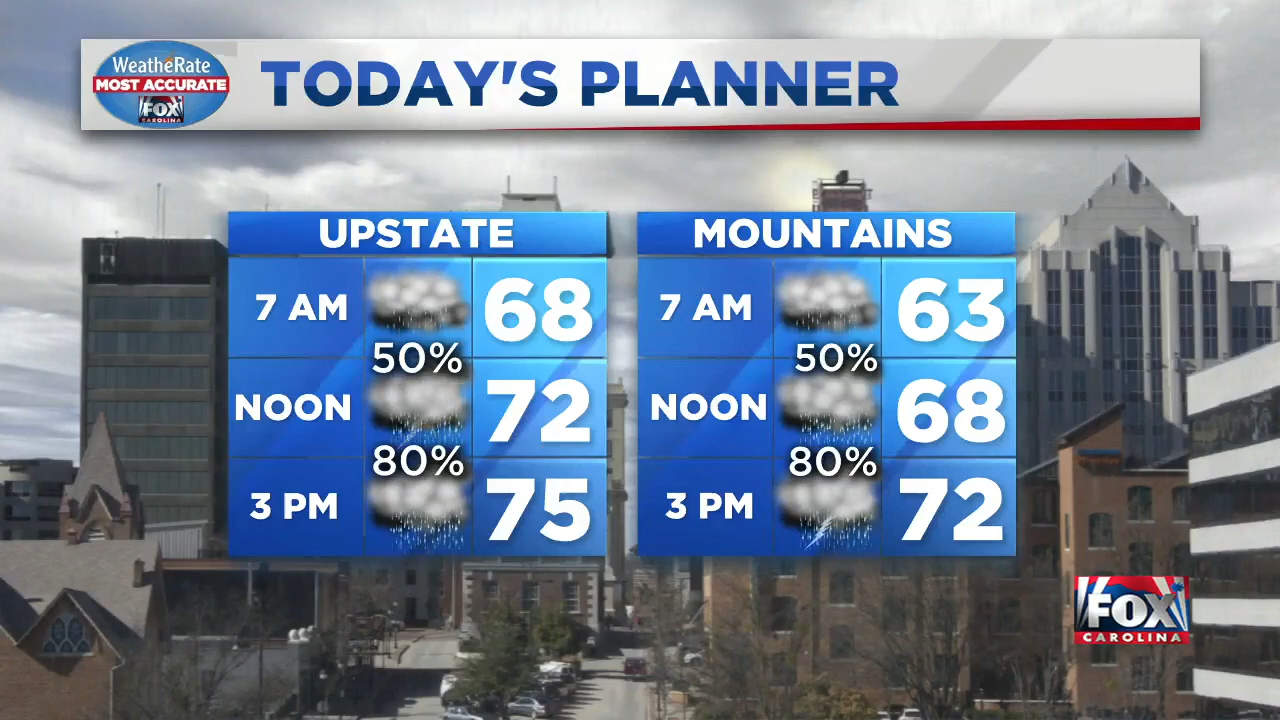 WeatheRate
MOST ACCURATE
FOX
CAROLINA
TODAY'S PLANNER
UPSTATE
7 AM
68
50%
NOON
72
80%
3 PM
75
MOUNTAINS
7 AM
63
50%
NOON
68
80%
3 PM
72
FOX
CAROLINA